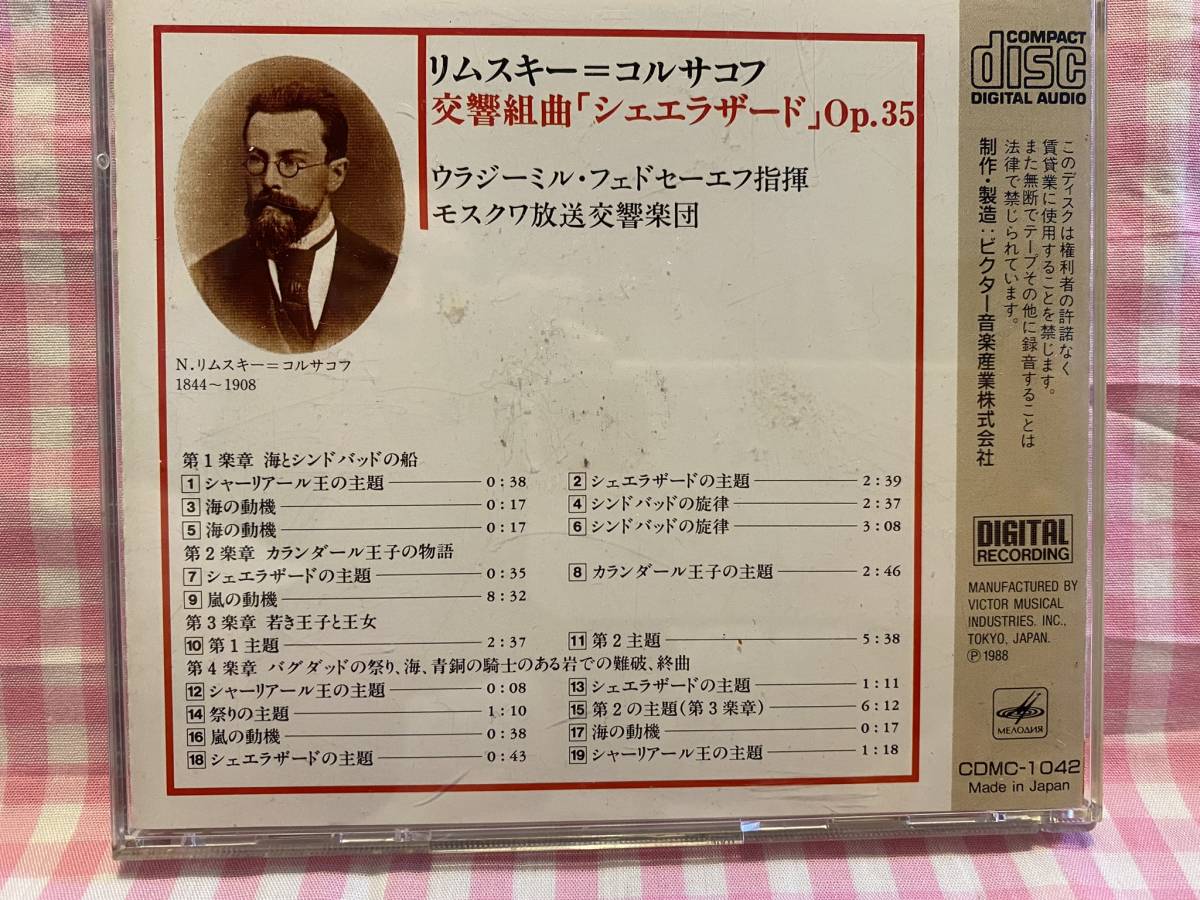 リムスキー＝コルサコフ
交響組曲「シェエラザード」Op.35
ウラジーミル・フェドセーエフ指揮
モスクワ放送交響楽団
N.リムスキー＝コルサコフ
1844～1908
第1楽章 海とシンドバッドの船
1 シャーリアール王の主題 0:38
2 シェエラザードの主題 2:39
3 海の動機 0:17
4 シンドバッドの旋律 2:37
5 海の動機 0:17
6 シンドバッドの旋律 3:08
第2楽章 カランダール王子の物語
7 シェエラザードの主題 0:35
8 カランダール王子の主題 2:46
9 嵐の動機 8:32
第3楽章 若き王子と王女
10 第1主題 2:37
11 第2主題 5:38
第4楽章 バグダッドの祭り、海、青銅の騎士のある岩での難破、終曲
12 シャーリアール王の主題 0:08
13 シェエラザードの主題 1:11
14 祭りの主題 1:10
15 第2の主題(第3楽章) 6:12
16 嵐の動機 0:38
17 海の動機 0:17
18 シェエラザードの主題 0:43
19 シャーリアール王の主題 1:18
COMPACT
disc
DIGITAL AUDIO
このディスクは権利者の許諾なく
賃貸業に使用することを禁じます。
また無断でテープその他に録音することは
法律で禁じられています。
制作・製造:ビクター音楽産業株式会社
DIGITAL
RECORDING
MANUFACTURED BY
VICTOR MUSICAL
INDUSTRIES. INC.,
TOKYO, JAPAN.
Ⓟ1988
МЕЛОДИЯ
CDMC-1042
Made in Japan